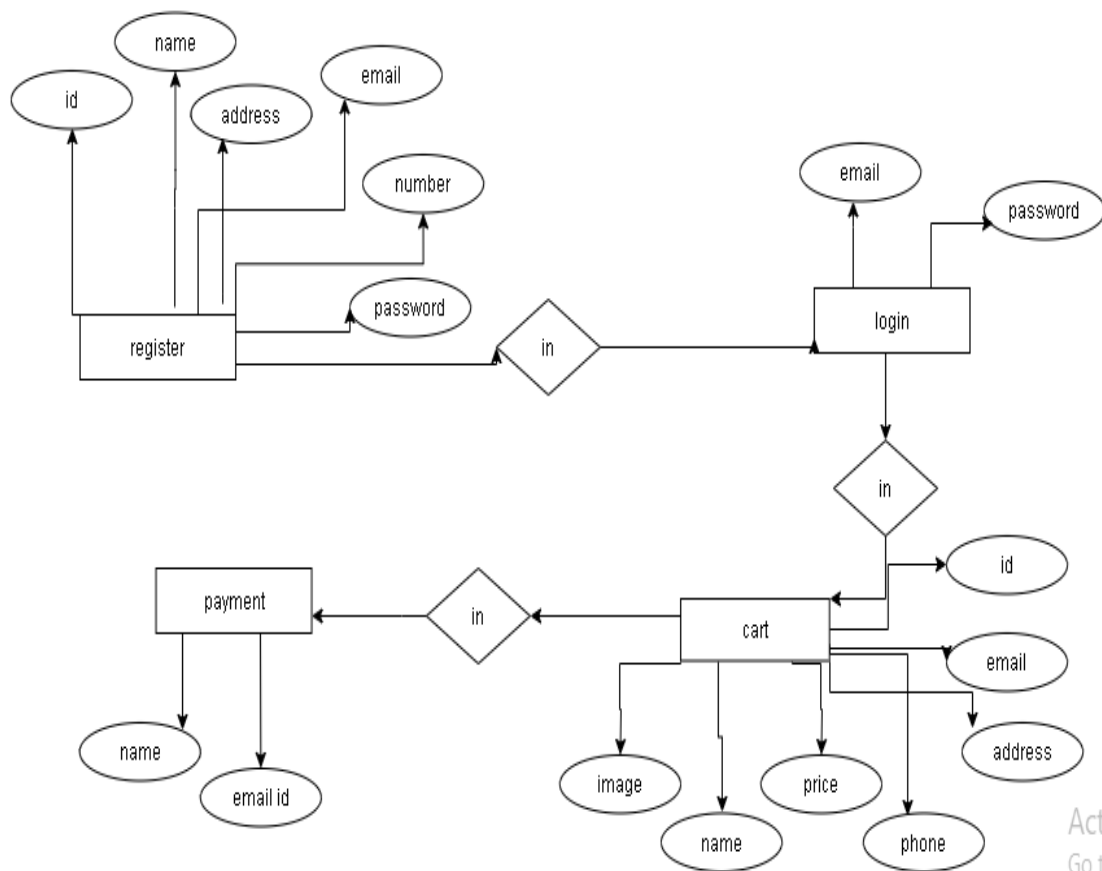 name
id
address
email
number
password
register
in
email
password
login
in
payment
in
cart
id
email
address
name
email id
image
name
price
phone
Act
Go t